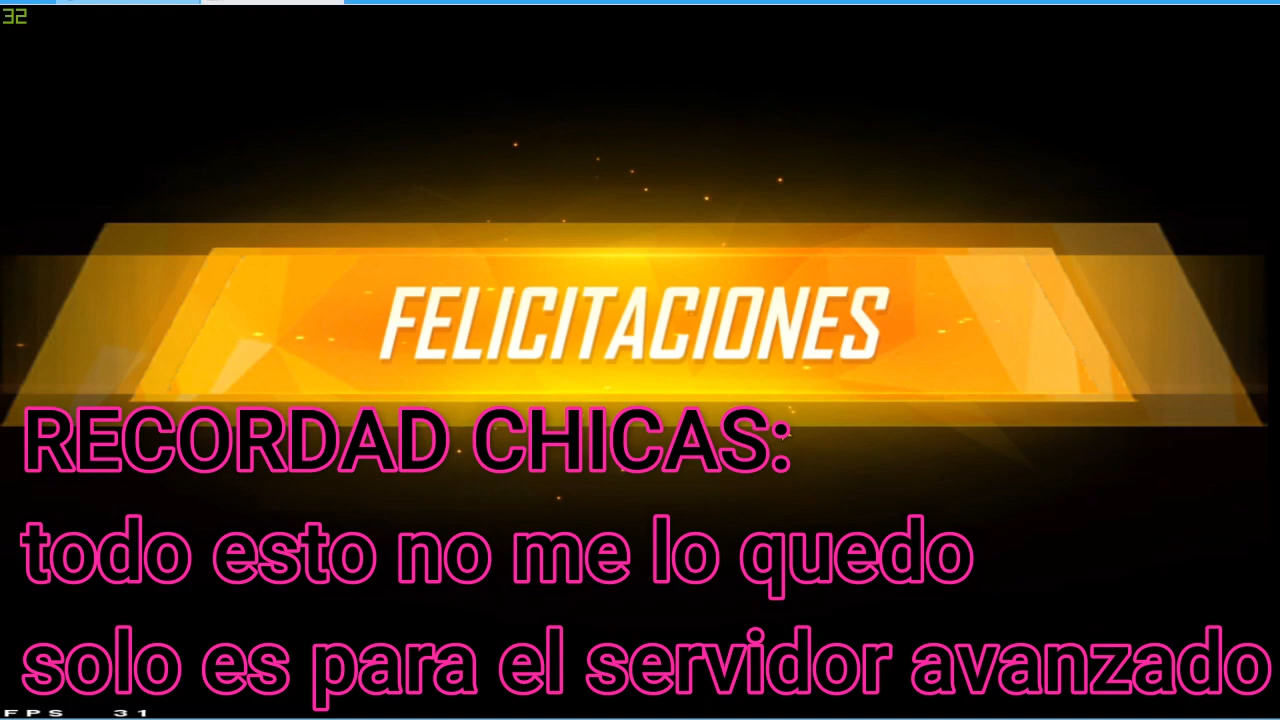 32
FELICITACIONES
RECORDAD CHICAS:
todo esto no me lo quedo
solo es para el servidor avanzado
FPS 31